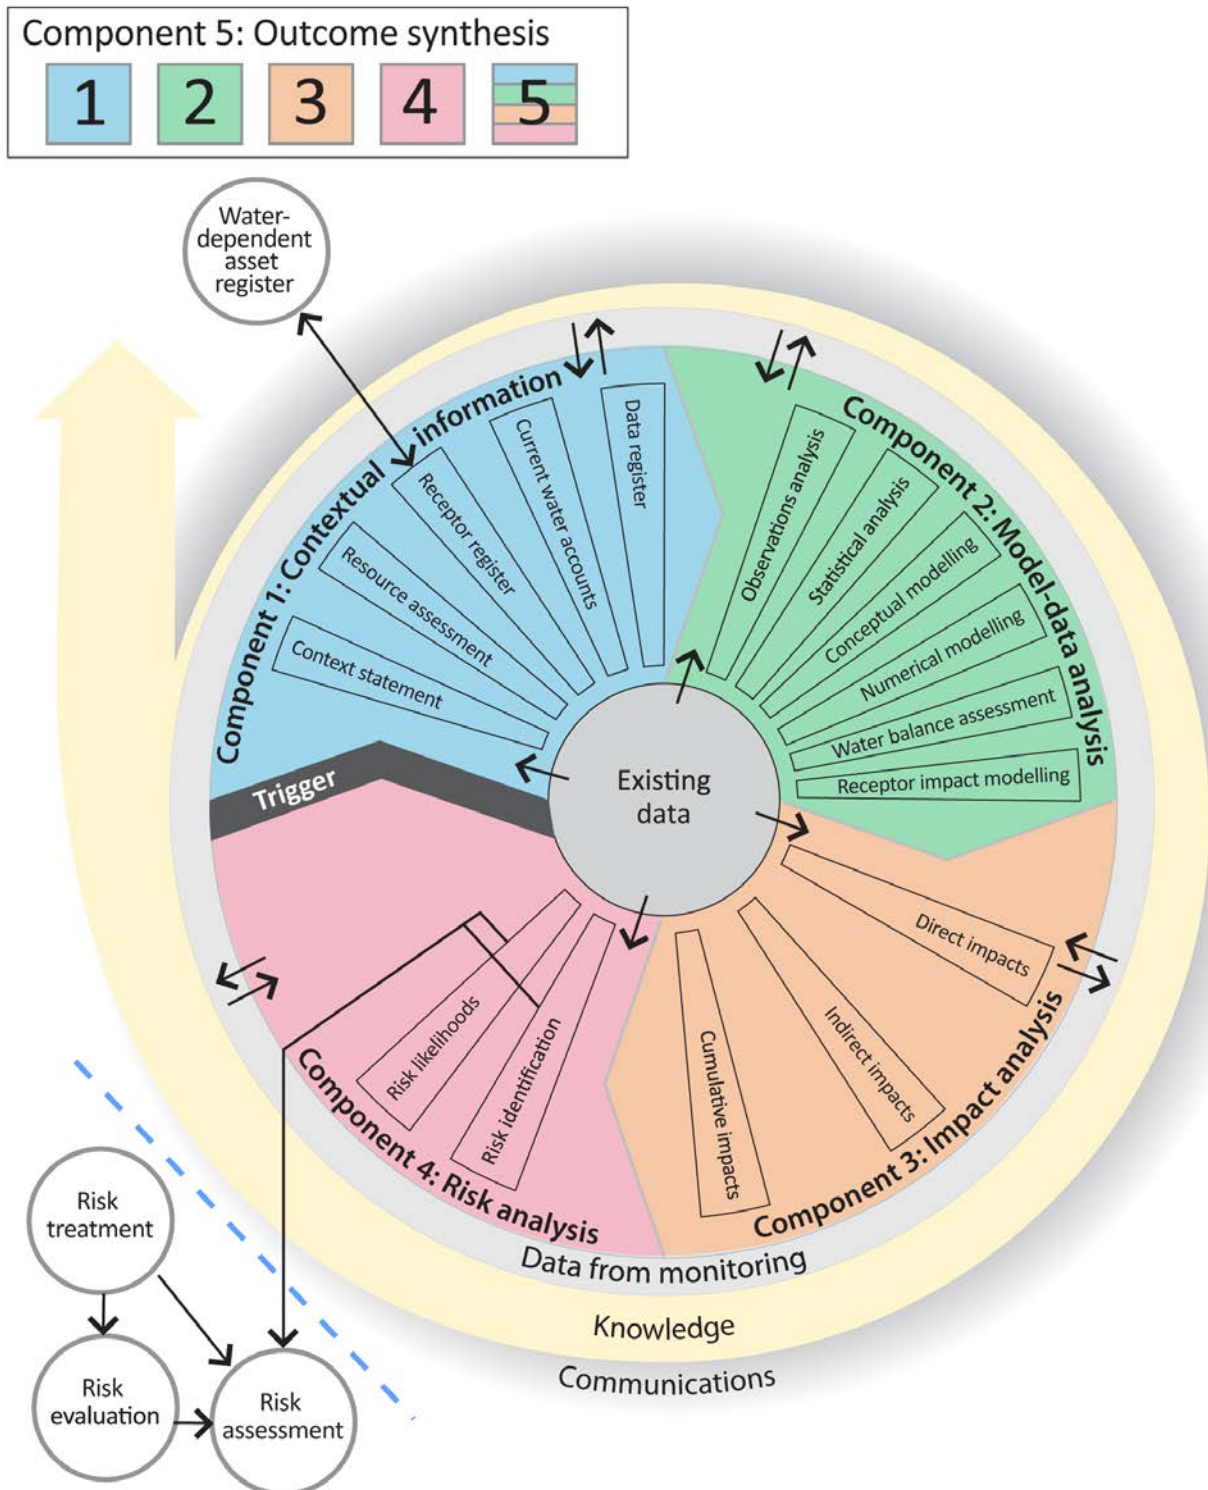 Component 5: Outcome synthesis
1
2
3
4
5
Water-
dependent
asset
register
Component 1: Contextual information
Context statement
Resource assessment
Receptor register
Current water accounts
Data register
Component 2: Model-data analysis
Observations analysis
Statistical analysis
Conceptual modelling
Numerical modelling
Water balance assessment
Receptor impact modelling
Existing
data
Trigger
Component 3: Impact analysis
Direct impacts
Indirect impacts
Cumulative impacts
Component 4: Risk analysis
Risk identification
Risk likelihoods
Data from monitoring
Knowledge
Communications
Risk
treatment
Risk
evaluation
Risk
assessment